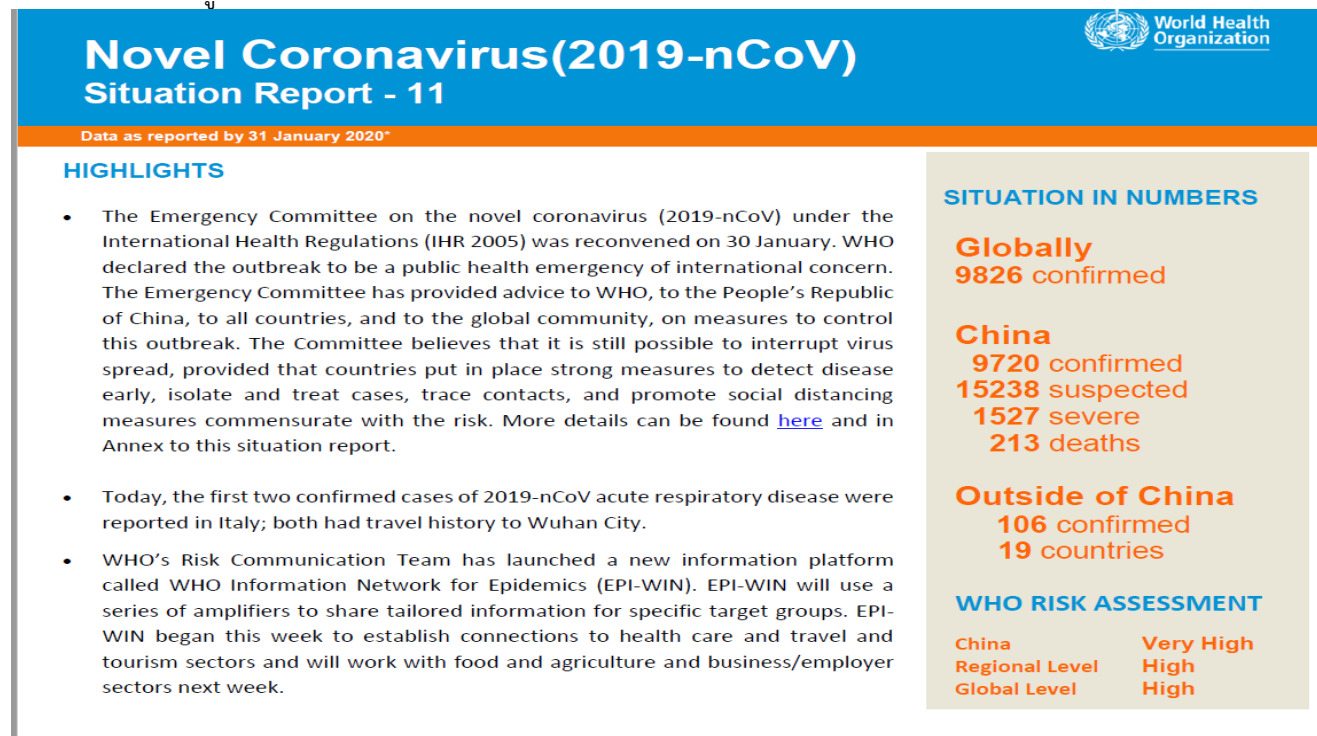 World Health
Organization
Novel Coronavirus(2019-nCoV)
Situation Report - 11
Data as reported by 31 January 2020*
HIGHLIGHTS
• The Emergency Committee on the novel coronavirus (2019-nCoV) under the
International Health Regulations (IHR 2005) was reconvened on 30 January. WHO
declared the outbreak to be a public health emergency of international concern.
The Emergency Committee has provided advice to WHO, to the People's Republic
of China, to all countries, and to the global community, on measures to control
this outbreak. The Committee believes that it is still possible to interrupt virus
spread, provided that countries put in place strong measures to detect disease
early, isolate and treat cases, trace contacts, and promote social distancing
measures commensurate with the risk. More details can be found here and in
Annex to this situation report.
• Today, the first two confirmed cases of 2019-nCoV acute respiratory disease were
reported in Italy; both had travel history to Wuhan City.
• WHO's Risk Communication Team has launched a new information platform
called WHO Information Network for Epidemics (EPI-WIN). EPI-WIN will use a
series of amplifiers to share tailored information for specific target groups. EPI-
WIN began this week to establish connections to health care and travel and
tourism sectors and will work with food and agriculture and business/employer
sectors next week.
SITUATION IN NUMBERS
Globally
9826 confirmed
China
9720 confirmed
15238 suspected
1527 severe
213 deaths
Outside of China
106 confirmed
19 countries
WHO RISK ASSESSMENT
China Very High
Regional Level High
Global Level High